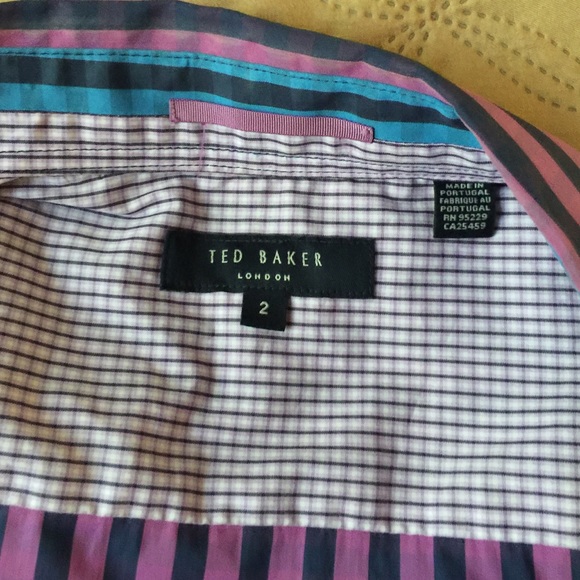 MADE IN
PORTUGAL
FABRIQUE AU
PORTUGAL
RN 95229
CA25459
TED BAKER
LONDON
2